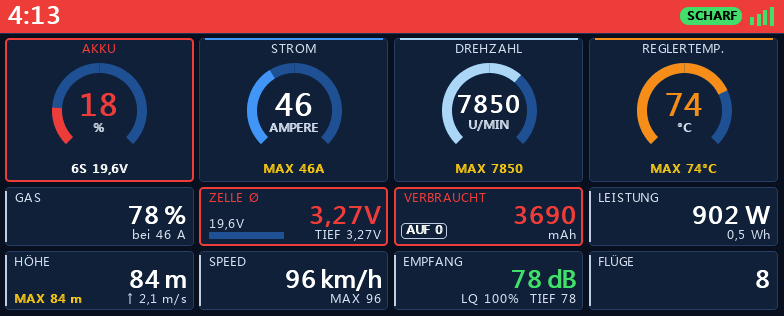 4:13 SCHARF
AKKU
18
%
6S 19,6V
STROM
46
AMPERE
MAX 46A
DREHZAHL
7850
U/MIN
MAX 7850
REGLERTEMP.
74
°C
MAX 74°C
GAS
78 %
bei 46 A
ZELLE Ø
3,27V
19,6V
TIEF 3,27V
VERBRAUCHT
3690
AUF 0
mAh
LEISTUNG
902 W
0,5 Wh
HÖHE
84 m
MAX 84 m ↑ 2,1 m/s
SPEED
96 km/h
MAX 96
EMPFANG
78 dB
LQ 100% TIEF 78
FLÜGE
8